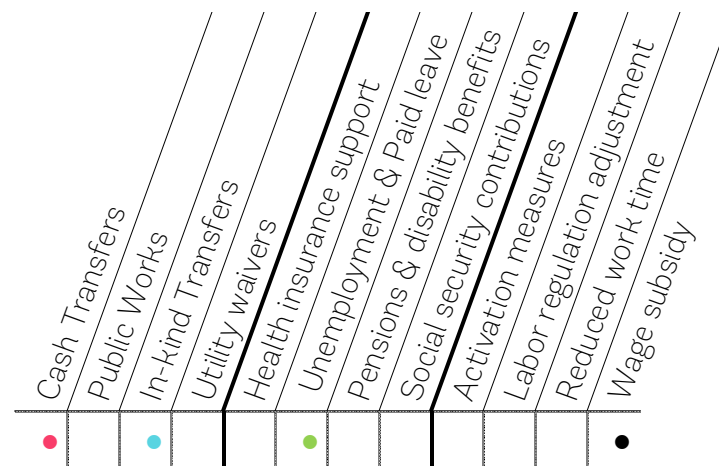 Cash Transfers
Public Works
In-kind Transfers
Utility waivers
Health insurance support
Unemployment & Paid leave
Pensions & disability benefits
Social security contributions
Activation measures
Labor regulation adjustment
Reduced work time
Wage subsidy